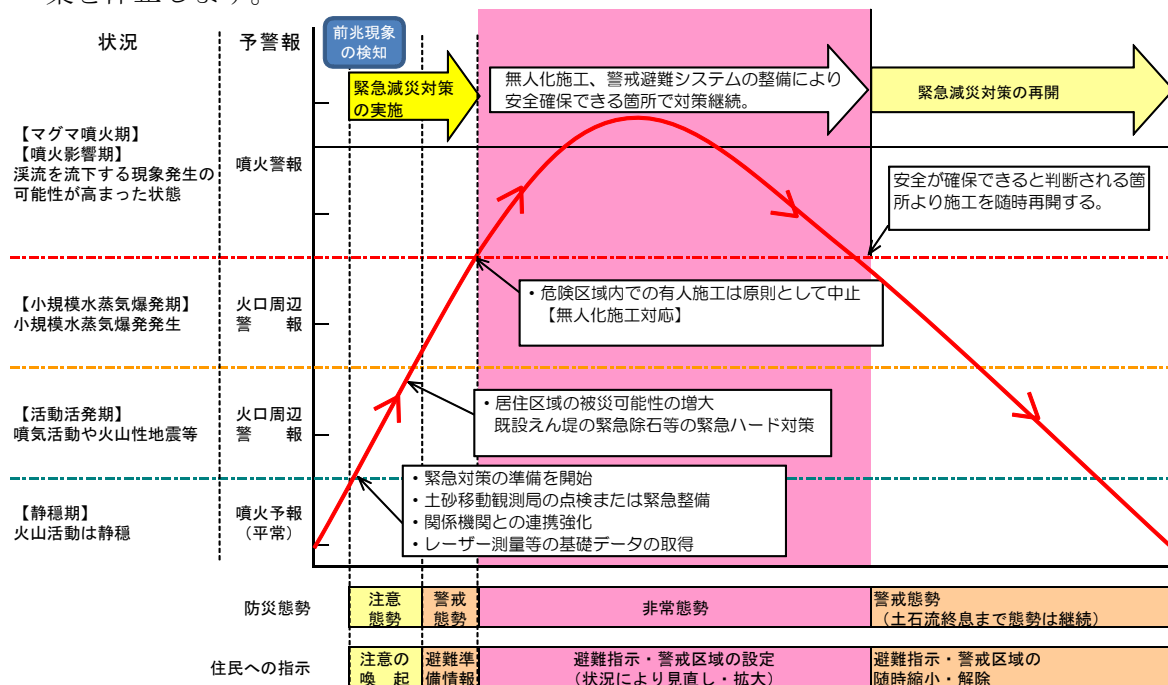 業を休止します。
状況
予警報
前兆現象
の検知
緊急減災対策
の実施
無人化施工、警戒避難システムの整備により
安全確保できる箇所で対策継続。
緊急減災対策の再開
【マグマ噴火期】
【噴火影響期】
渓流を流下する現象発生の
可能性が高まった状態
噴火警報
安全が確保できると判断される箇
所より施工を随時再開する。
【小規模水蒸気爆発期】
小規模水蒸気爆発発生
火口周辺
警 報
・危険区域内での有人施工は原則として中止
【無人化施工対応】
【活動活発期】
噴気活動や火山性地震等
火口周辺
警 報
・居住区域の被災可能性の増大
既設えん堤の緊急除石等の緊急ハード対策
【静穏期】
火山活動は静穏
噴火予報
(平常)
・緊急対策の準備を開始
・土砂移動観測局の点検または緊急整備
・関係機関との連携強化
・レーザー測量等の基礎データの取得
防災態勢
注意
態勢
警戒
態勢
非常態勢
警戒態勢
(土石流終息まで態勢は継続)
住民への指示
注意の
喚 起
避難準
備情報
避難指示・警戒区域の設定
(状況により見直し・拡大)
避難指示・警戒区域の
随時縮小・解除